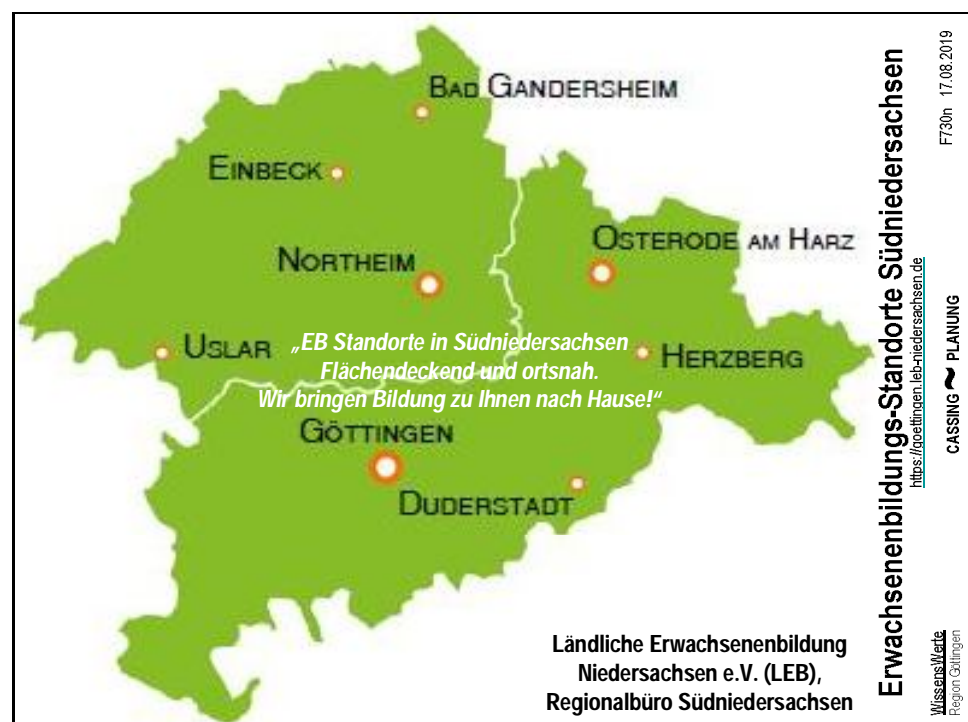 BAD GANDERSHEIM
EINBECK
OSTERODE AM HARZ
NORTHEIM
USLAR
HERZBERG
„EB Standorte in Südniedersachsen
Flächendeckend und ortsnah.
Wir bringen Bildung zu Ihnen nach Hause!“
GÖTTINGEN
DUDERSTADT
Ländliche Erwachsenenbildung
Niedersachsen e.V. (LEB),
Regionalbüro Südniedersachsen
Erwachsenenbildungs-Standorte Südniedersachsen
https://goettingen.leb-niedersachsen.de
F730n 17.08.2019
CASSING ~ PLANUNG
WissensWerte
Region Göttingen